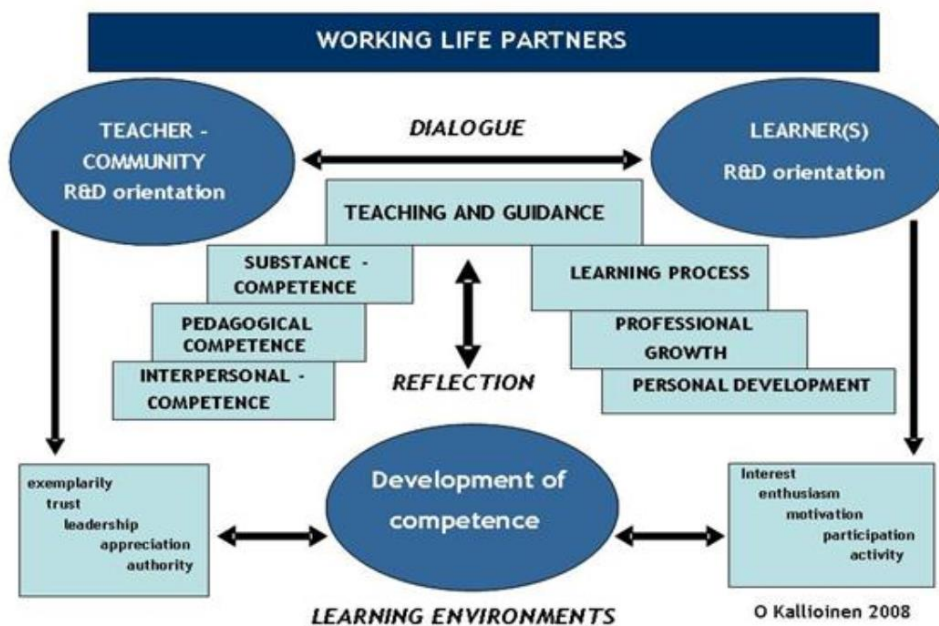 WORKING LIFE PARTNERS
TEACHER -
COMMUNITY
R&D orientation
DIALOGUE
LEARNER(S)
R&D orientation
TEACHING AND GUIDANCE
SUBSTANCE -
COMPETENCE
PEDAGOGICAL
COMPETENCE
INTERPERSONAL -
COMPETENCE
LEARNING PROCESS
PROFESSIONAL
GROWTH
PERSONAL DEVELOPMENT
REFLECTION
exemplarity
trust
leadership
appreciation
authority
Development of
competence
Interest
enthusiasm
motivation
participation
activity
LEARNING ENVIRONMENTS
O Kallioinen 2008